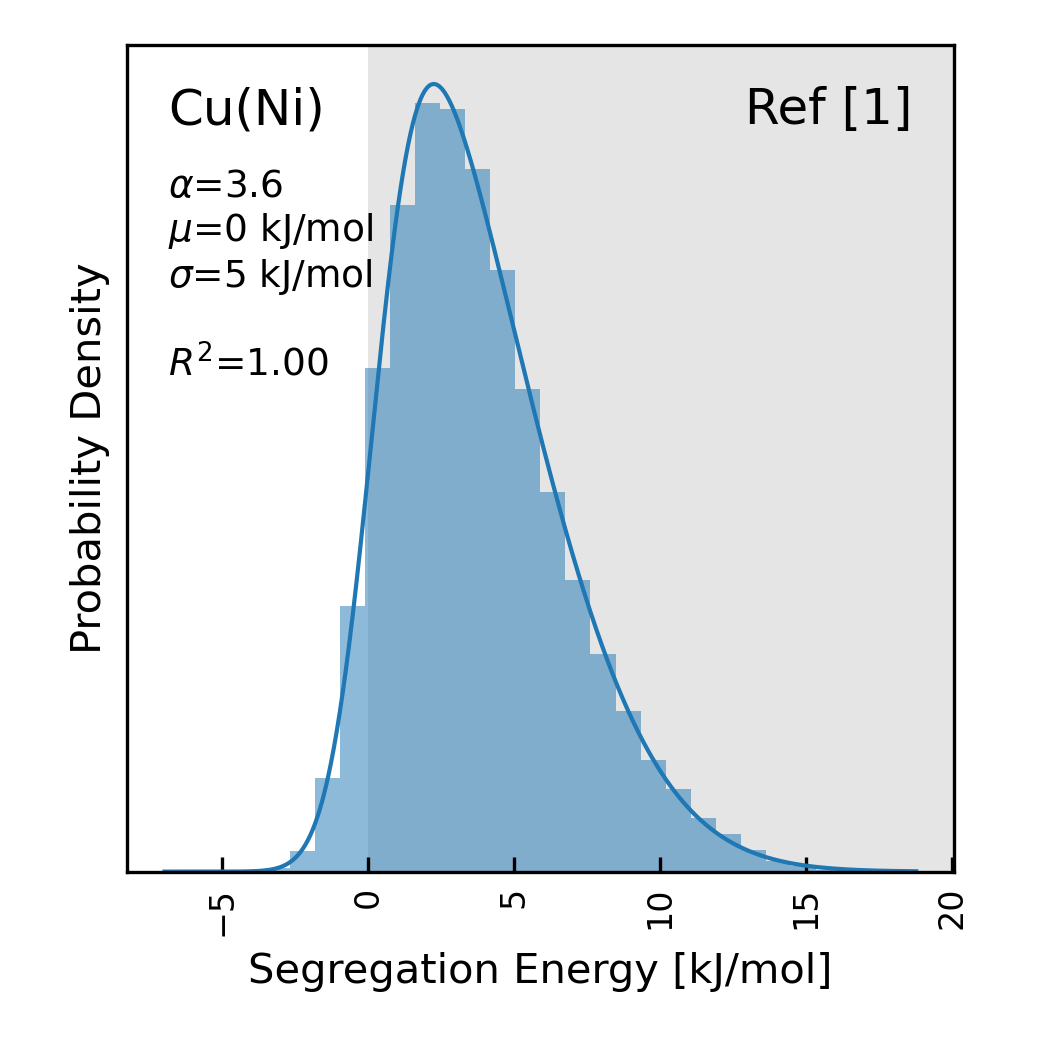 Cu(Ni)
Ref [1]
α=3.6
μ=0 kJ/mol
σ=5 kJ/mol
R²=1.00
Probability Density
−5 0 5 10 15 20
Segregation Energy [kJ/mol]